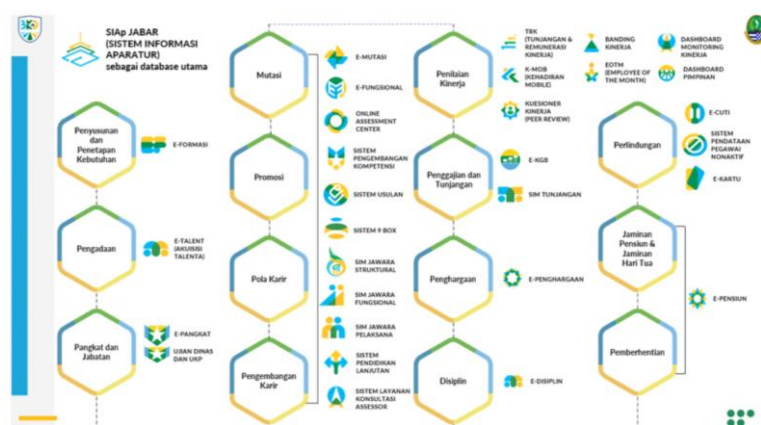 SIAp JABAR
(SISTEM INFORMASI
APARATUR)
sebagai database utama
Penyusunan
dan
Penetapan
Kebutuhan
E-FORMASI
Pengadaan
E-TALENT
(AKUISISI
TALENTA)
Pangkat dan
Jabatan
E-PANGKAT
UJIAN DINAS
DAN UKP
Mutasi
Promosi
Pola Karir
Pengembangan
Karir
E-MUTASI
E-FUNGSIONAL
ONLINE
ASSESSMENT
CENTER
SISTEM
PENGEMBANGAN
KOMPETENSI
SISTEM USULAN
SISTEM 9 BOX
SIM JAWARA
STRUKTURAL
SIM JAWARA
FUNGSIONAL
SIM JAWARA
PELAKSANA
SISTEM
PENDIDIKAN
LANJUTAN
SISTEM LAYANAN
KONSULTASI
ASSESSOR
Penilaian
Kinerja
TRK
(TUNJANGAN &
REMUNERASI
KINERJA)
K-MOB
(KEHADIRAN
MOBILE)
KUESIONER
KINERJA
(PEER REVIEW)
BANDING
KINERJA
EOTM
(EMPLOYEE OF
THE MONTH)
DASHBOARD
MONITORING
KINERJA
DASHBOARD
PIMPINAN
Penggajian dan
Tunjangan
E-KGB
SIM TUNJANGAN
Penghargaan
E-PENGHARGAAN
Disiplin
E-DISIPLIN
Perlindungan
E-CUTI
SISTEM
PENDATAAN
PEGAWAI
NONAKTIF
E-KARTU
Jaminan
Pensiun &
Jaminan
Hari Tua
Pemberhentian
E-PENSIUN